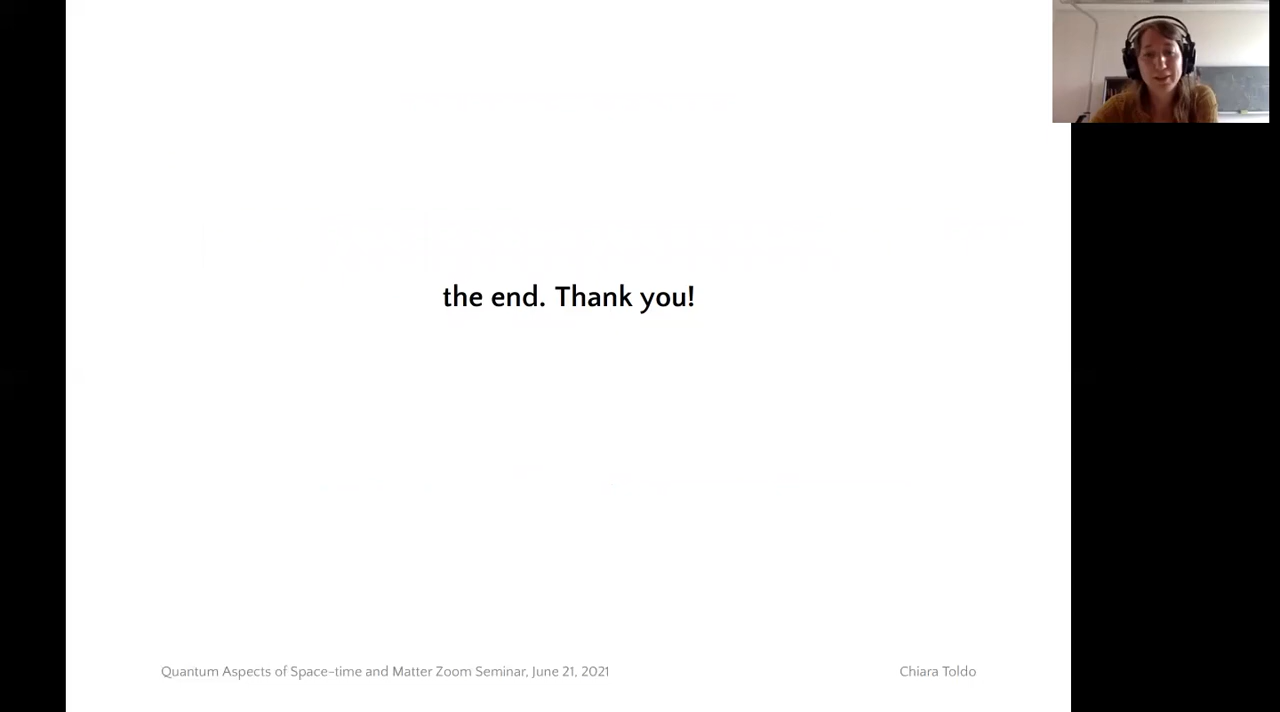 the end. Thank you!
Quantum Aspects of Space-time and Matter Zoom Seminar, June 21, 2021
Chiara Toldo